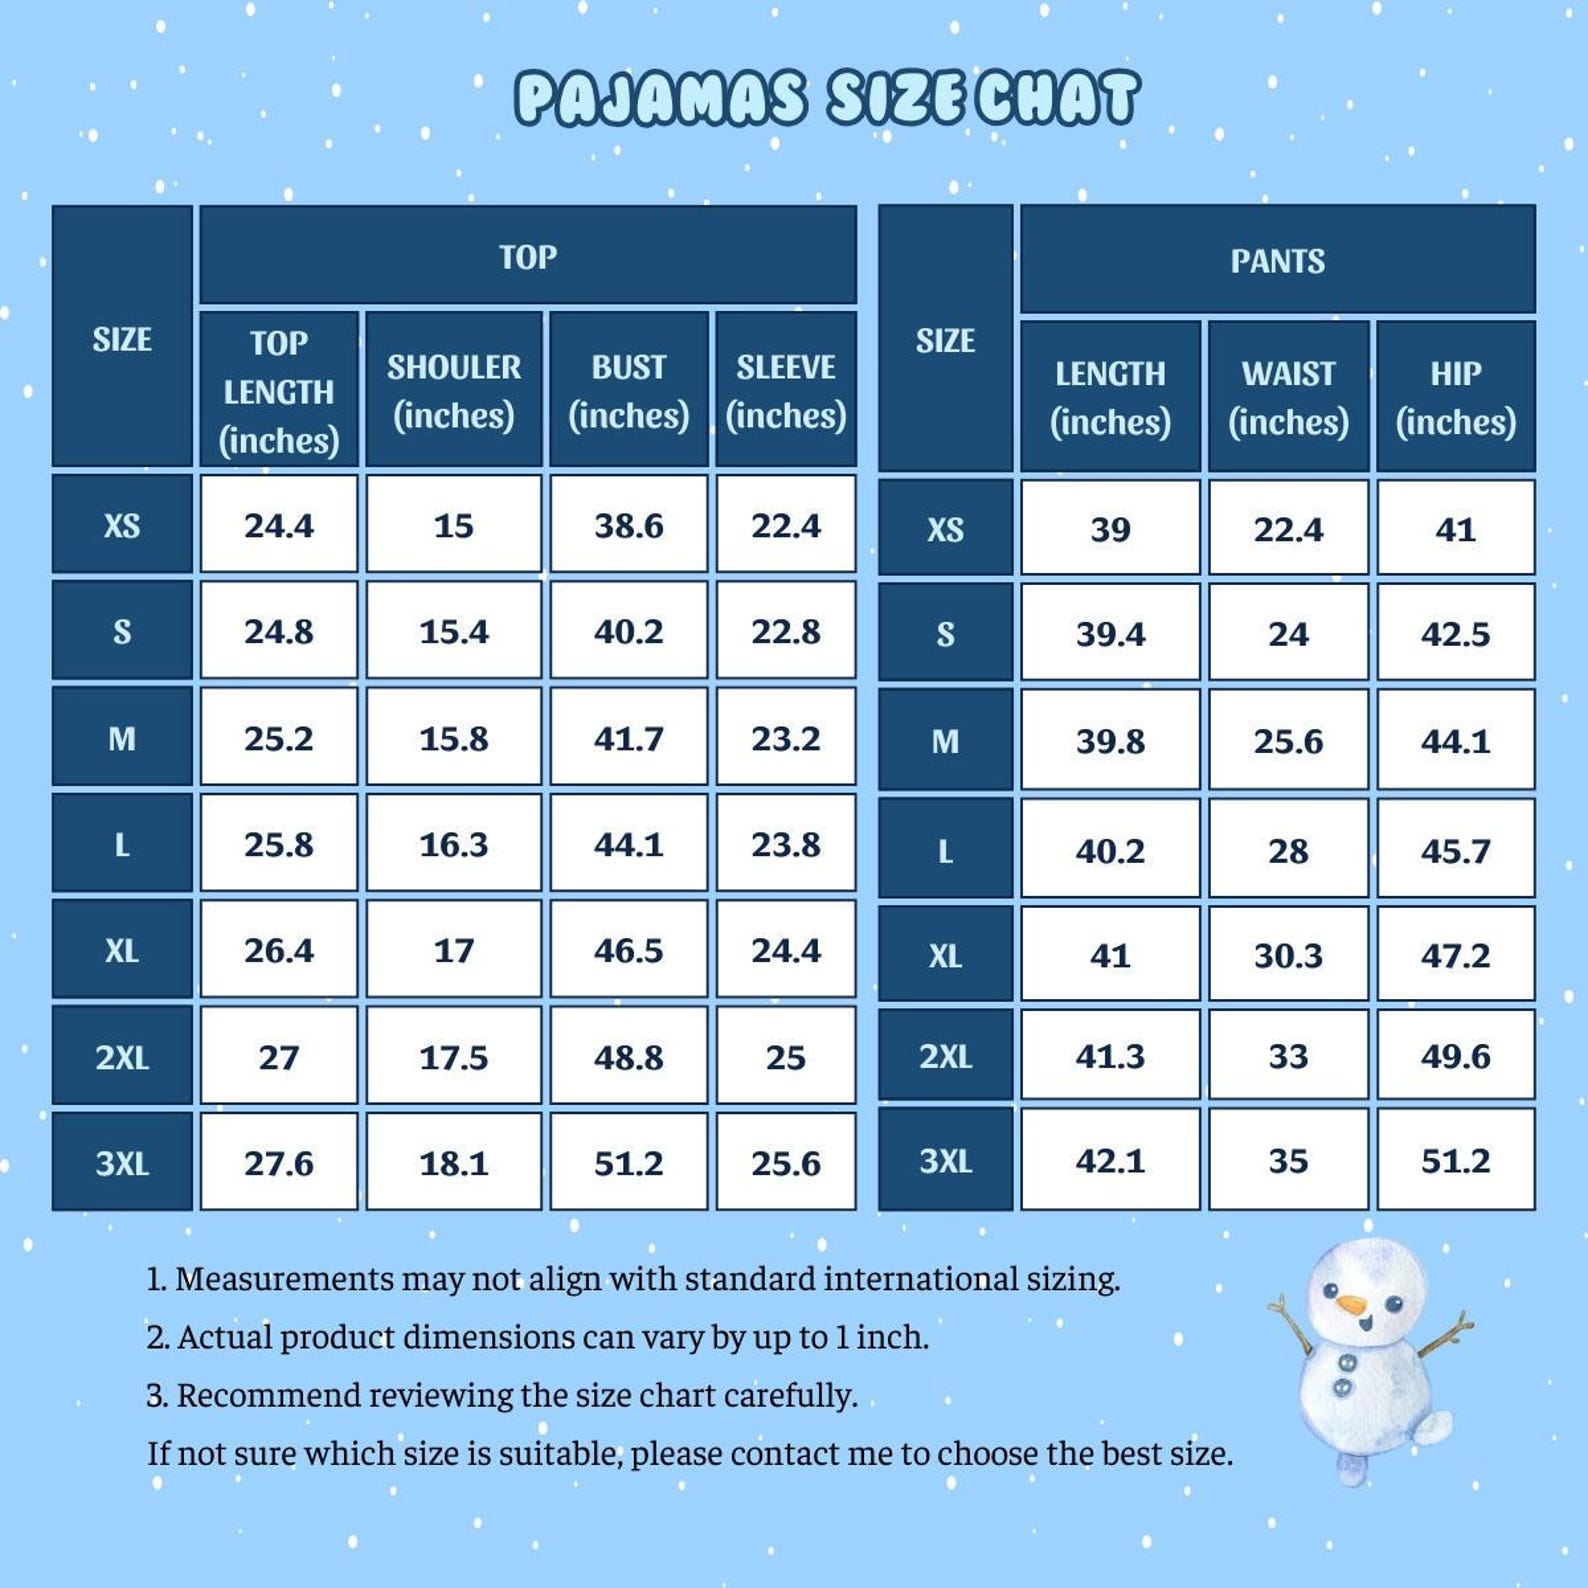 PAJAMAS SIZE CHAT
SIZE TOP
TOP LENGTH (inches) SHOULER (inches) BUST (inches) SLEEVE (inches)
XS 24.4 15 38.6 22.4
S 24.8 15.4 40.2 22.8
M 25.2 15.8 41.7 23.2
L 25.8 16.3 44.1 23.8
XL 26.4 17 46.5 24.4
2XL 27 17.5 48.8 25
3XL 27.6 18.1 51.2 25.6
SIZE PANTS
LENGTH (inches) WAIST (inches) HIP (inches)
XS 39 22.4 41
S 39.4 24 42.5
M 39.8 25.6 44.1
L 40.2 28 45.7
XL 41 30.3 47.2
2XL 41.3 33 49.6
3XL 42.1 35 51.2
1. Measurements may not align with standard international sizing.
2. Actual product dimensions can vary by up to 1 inch.
3. Recommend reviewing the size chart carefully.
If not sure which size is suitable, please contact me to choose the best size.